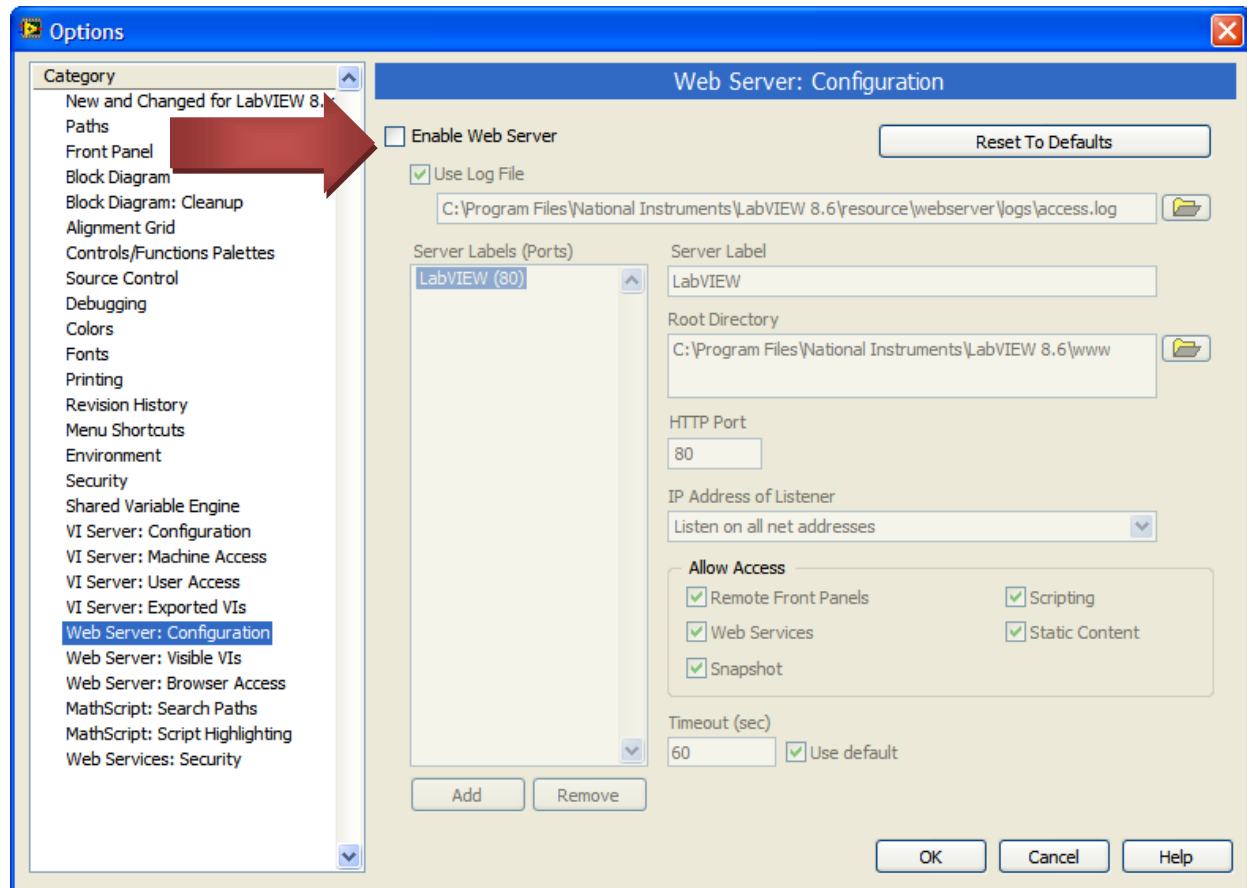 Options
Category
New and Changed for LabVIEW 8.
Paths
Front Panel
Block Diagram
Block Diagram: Cleanup
Alignment Grid
Controls/Functions Palettes
Source Control
Debugging
Colors
Fonts
Printing
Revision History
Menu Shortcuts
Environment
Security
Shared Variable Engine
VI Server: Configuration
VI Server: Machine Access
VI Server: User Access
VI Server: Exported VIs
Web Server: Configuration
Web Server: Visible VIs
Web Server: Browser Access
MathScript: Search Paths
MathScript: Script Highlighting
Web Services: Security
Web Server: Configuration
Enable Web Server
Reset To Defaults
Use Log File
C:\Program Files\National Instruments\LabVIEW 8.6\resource\webserver\logs\access.log
Server Labels (Ports)
LabVIEW (80)
Add
Remove
Server Label
LabVIEW
Root Directory
C:\Program Files\National Instruments\LabVIEW 8.6\www
HTTP Port
80
IP Address of Listener
Listen on all net addresses
Allow Access
Remote Front Panels
Scripting
Web Services
Static Content
Snapshot
Timeout (sec)
60
Use default
OK
Cancel
Help